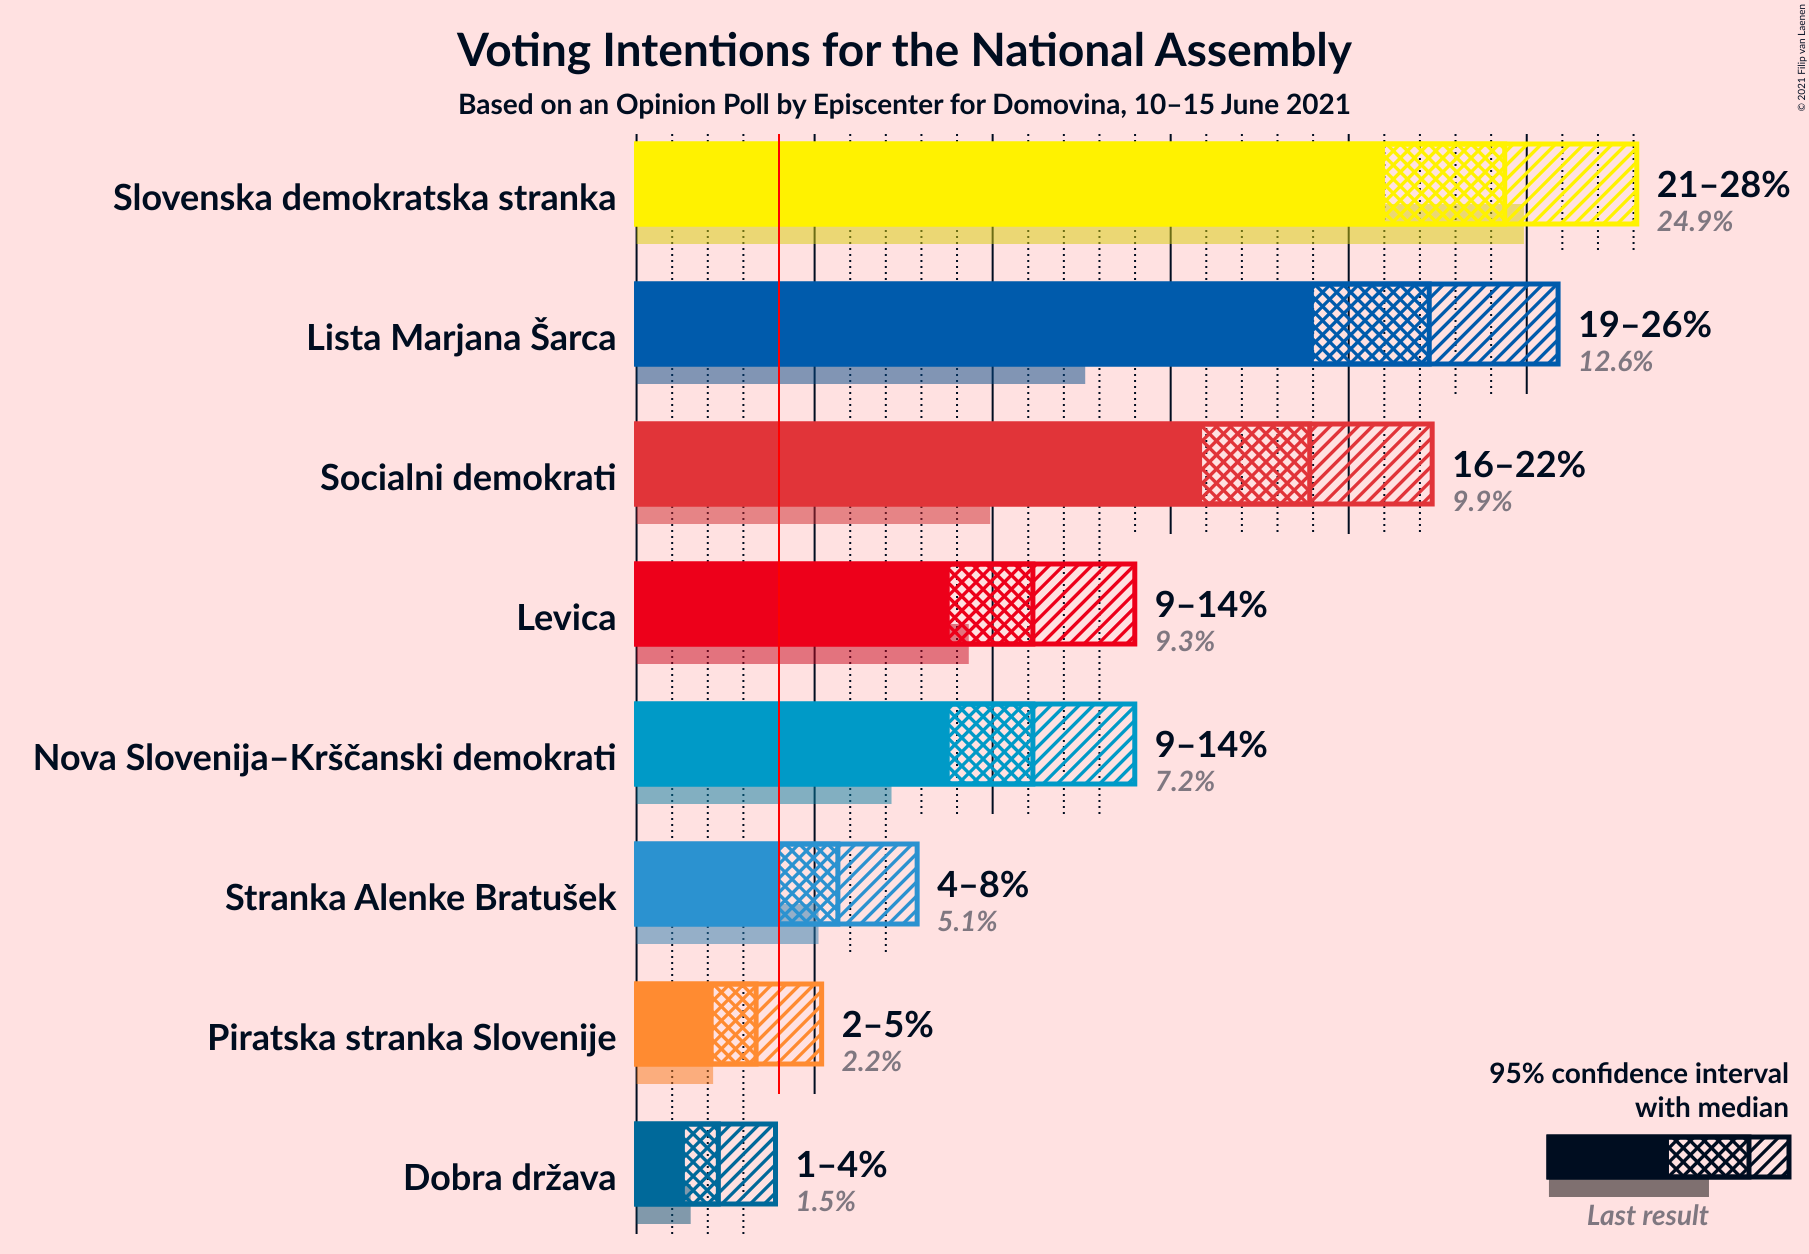 Voting Intentions for the National Assembly
Based on an Opinion Poll by Episcenter for Domovina, 10–15 June 2021
© 2021 Filip van Laenen
Slovenska demokratska stranka
21–28%
24.9%
Lista Marjana Šarca
19–26%
12.6%
Socialni demokrati
16–22%
9.9%
Levica
9–14%
9.3%
Nova Slovenija–Krščanski demokrati
9–14%
7.2%
Stranka Alenke Bratušek
4–8%
5.1%
Piratska stranka Slovenije
2–5%
2.2%
Dobra država
1–4%
1.5%
95% confidence interval
with median
Last result